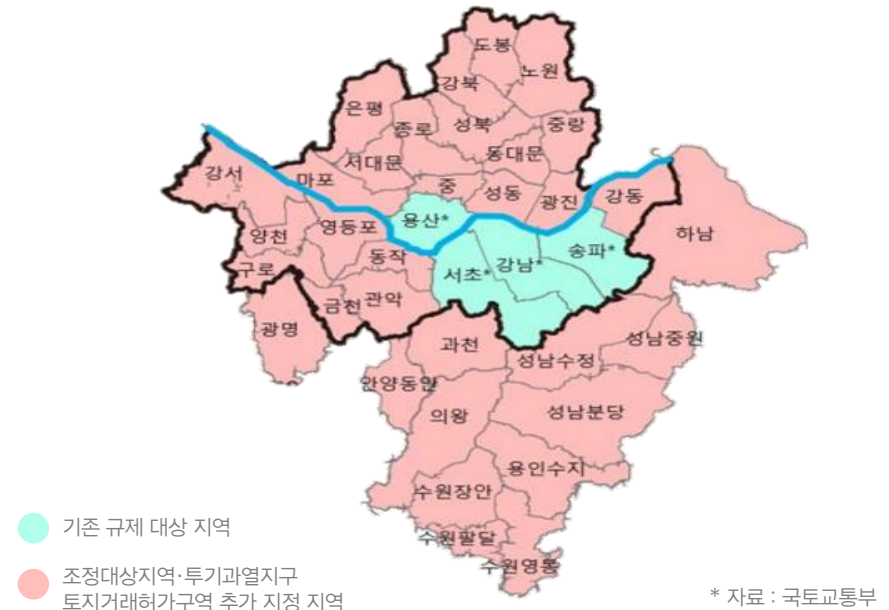 도봉
노원
강북
은평
종로
성북
중랑
서대문
동대문
강서
마포
중
성동
광진
강동
용산*
양천
영등포
하남
송파*
강남*
서초*
동작
구로
금천
관악
광명
과천
성남중원
성남수정
안양동안
의왕
성남분당
용인수지
수원장안
수원팔달
수원영통
기존 규제 대상 지역
조정대상지역·투기과열지구
토지거래허가구역 추가 지정 지역
* 자료 : 국토교통부